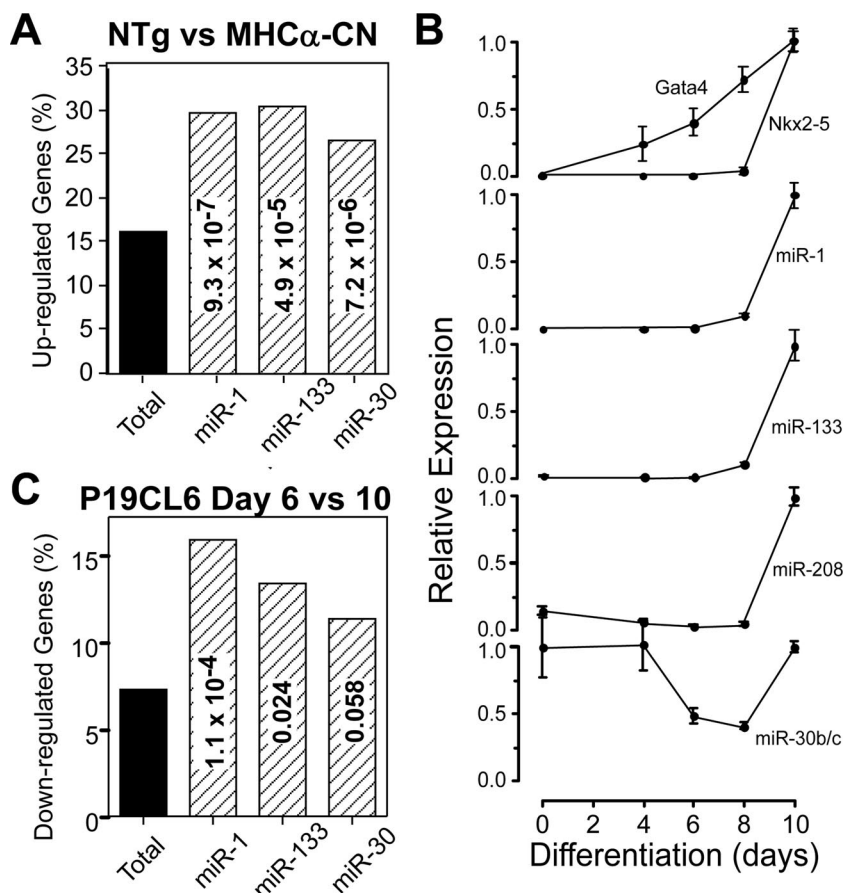 A
NTg vs MHCα-CN
Up-regulated Genes (%)
35
30
25
20
15
10
5
0
9.3 x 10-7
4.9 x 10-5
7.2 x 10-6
Total
miR-1
miR-133
miR-30
C
P19CL6 Day 6 vs 10
Down-regulated Genes (%)
15
10
5
0
1.1 x 10-4
0.024
0.058
Total
miR-1
miR-133
miR-30
B
Relative Expression
1.0
0.5
0.0
Gata4
Nkx2-5
1.0
0.5
0.0
miR-1
1.0
0.5
0.0
miR-133
1.0
0.5
0.0
miR-208
1.0
0.5
0.0
miR-30b/c
0 2 4 6 8 10
Differentiation (days)